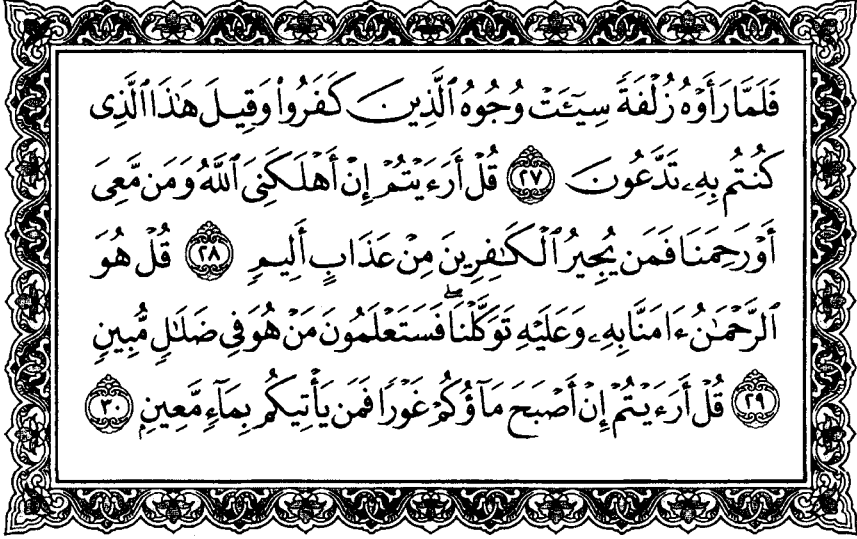 فَلَمَّا رَأَوْهُ زُلْفَةً سِيٓـَٔتْ وُجُوهُ ٱلَّذِينَ كَفَرُوا۟ وَقِيلَ هَـٰذَا ٱلَّذِى
كُنتُم بِهِۦ تَدَّعُونَ ٢٧ قُلْ أَرَءَيْتُمْ إِنْ أَهْلَكَنِىَ ٱللَّهُ وَمَن مَّعِىَ
أَوْ رَحِمَنَا فَمَن يُجِيرُ ٱلْكَـٰفِرِينَ مِنْ عَذَابٍ أَلِيمٍ ٢٨ قُلْ هُوَ
ٱلرَّحْمَـٰنُ ءَامَنَّا بِهِۦ وَعَلَيْهِ تَوَكَّلْنَا ۖ فَسَتَعْلَمُونَ مَنْ هُوَ فِى ضَلَـٰلٍ مُّبِينٍ
٢٩ قُلْ أَرَءَيْتُمْ إِنْ أَصْبَحَ مَآؤُكُمْ غَوْرًا فَمَن يَأْتِيكُم بِمَآءٍ مَّعِينٍۭ ٣٠